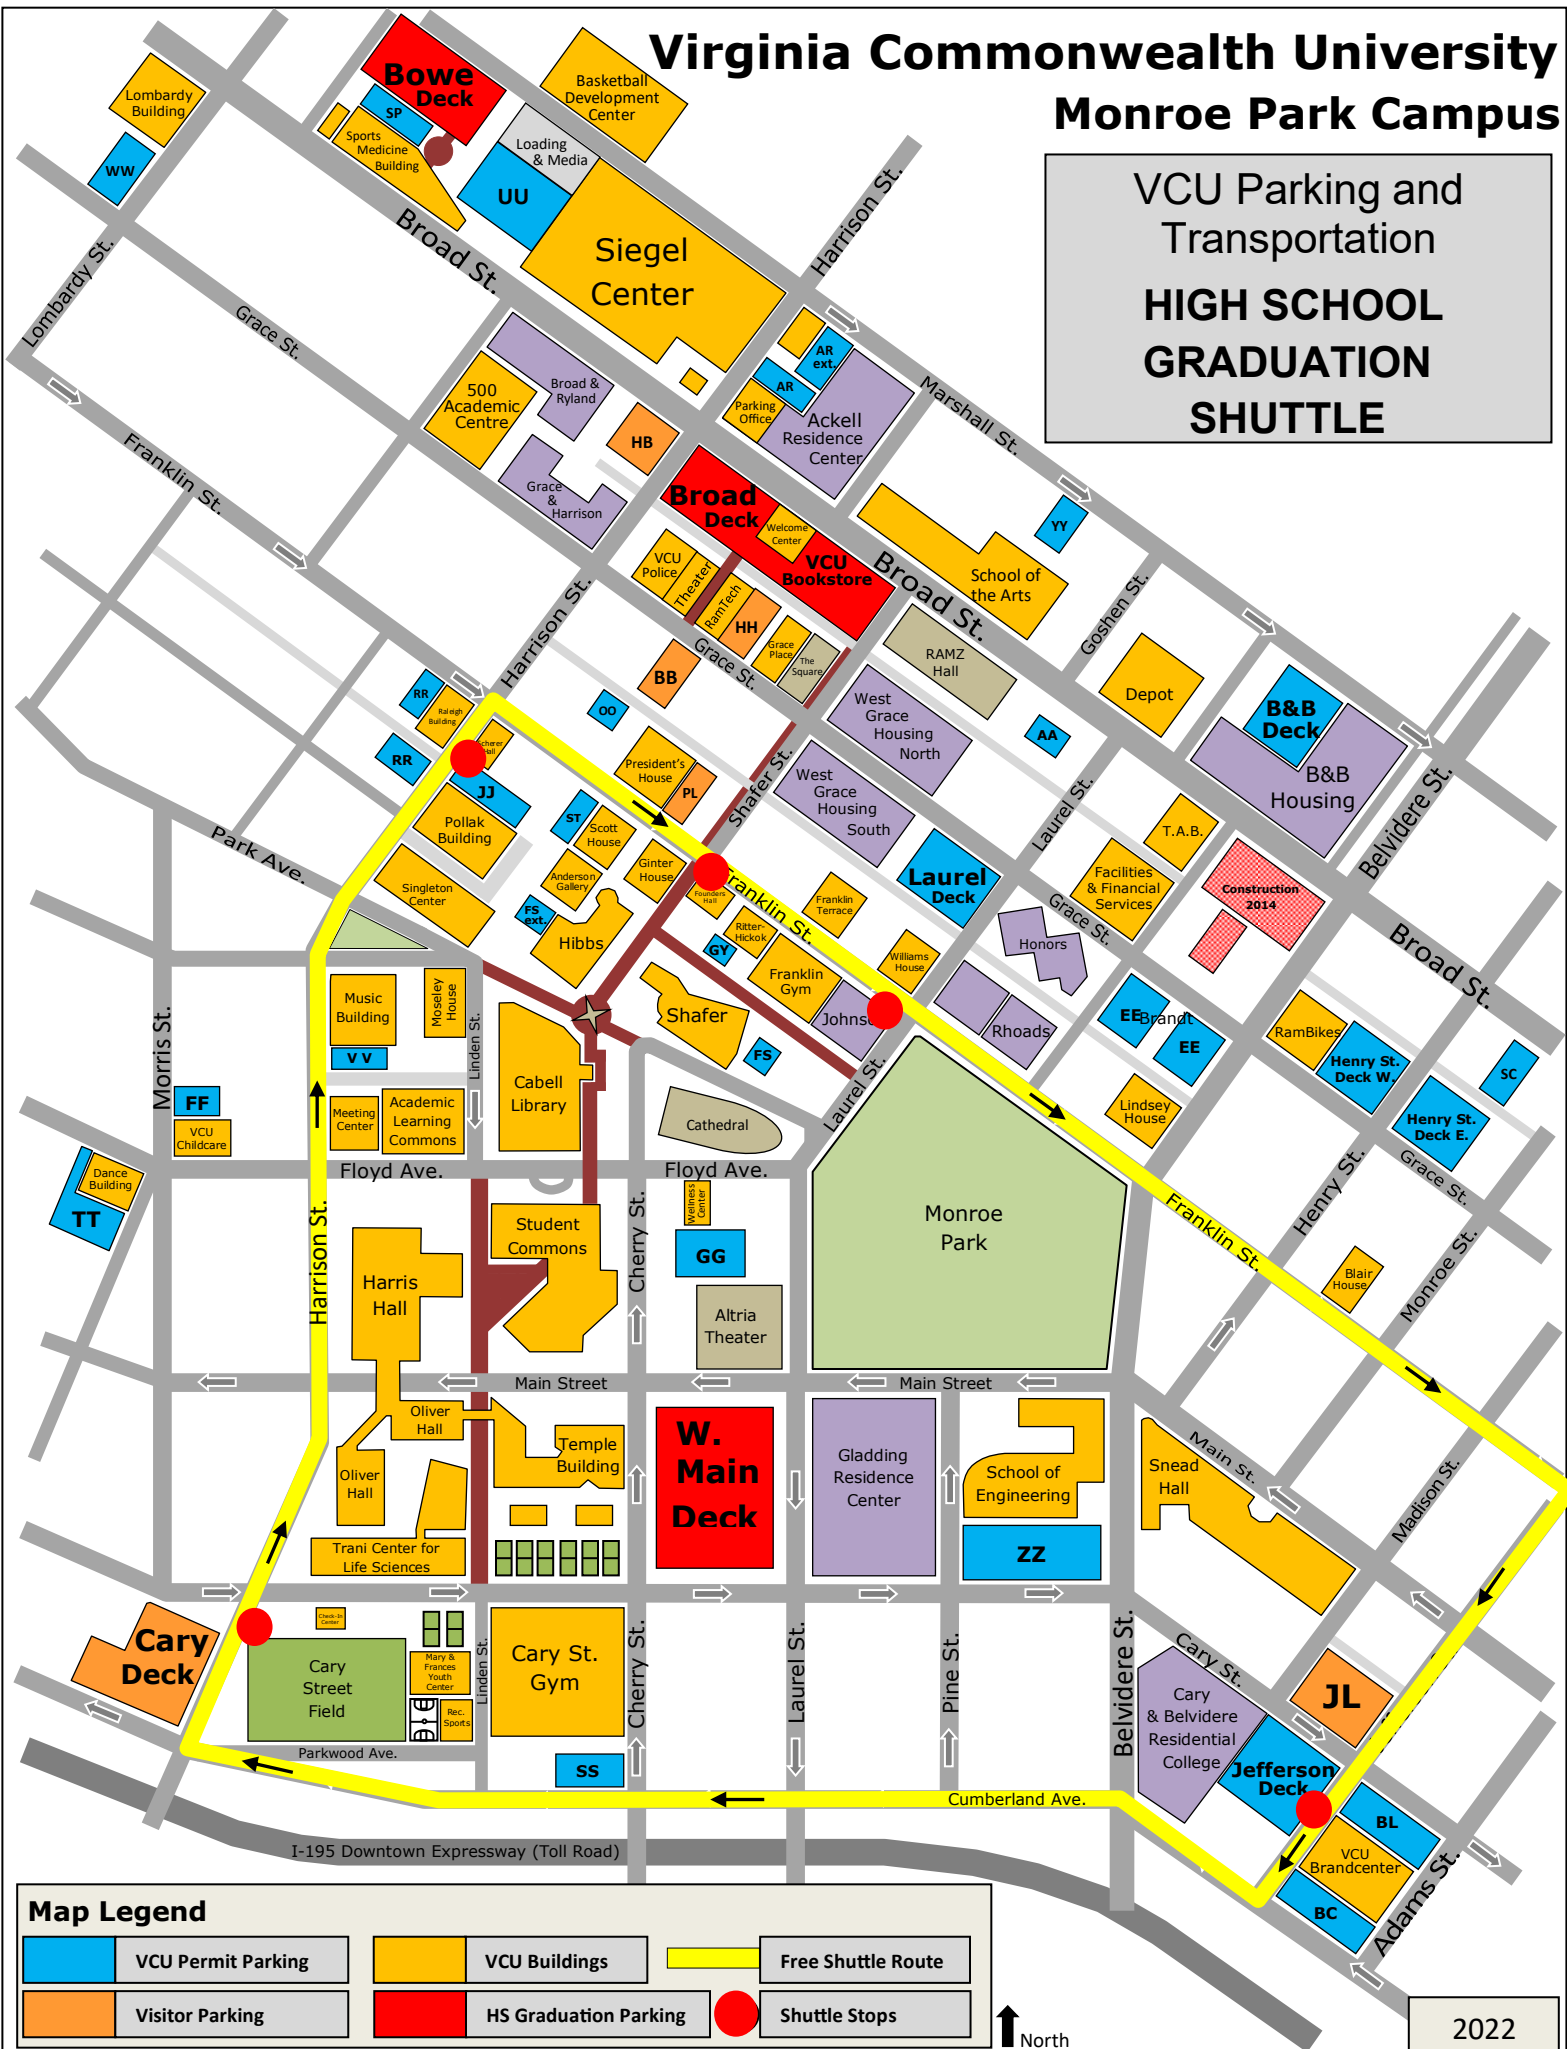 Virginia Commonwealth University
Monroe Park Campus
VCU Parking and
Transportation
HIGH SCHOOL
GRADUATION
SHUTTLE
Bowe
Deck
SP
Sports
Medicine
Building
Basketball
Development
Center
Loading
& Media
UU
Lombardy
Building
WW
Lombardy St.
Broad St.
Siegel
Center
Harrison St.
Grace St.
Franklin St.
500
Academic
Centre
Broad &
Ryland
HB
Grace
&
Harrison
AR
ext.
AR
Parking
Office
Ackell
Residence
Center
Marshall St.
Broad
Deck
Welcome
Center
VCU
Bookstore
Broad St.
School of
the Arts
YY
Goshen St.
VCU
Police
Theater
RamTech
HH
Grace
Place
The
Square
Grace St.
BB
OO
Harrison St.
RAMZ
Hall
Depot
B&B
Deck
B&B
Housing
AA
West
Grace
Housing
North
West
Grace
Housing
South
RR
Raleigh
Building
Scherer
Hall
RR
JJ
Pollak
Building
President's
House
PL
Shafer St.
Laurel St.
Belvidere St.
T.A.B.
Park Ave.
Singleton
Center
ST
Scott
House
Anderson
Gallery
Ginter
House
FS
ext.
Hibbs
Founders
Hall
Franklin St.
Franklin
Terrace
Laurel
Deck
Facilities
& Financial
Services
Construction
2014
Grace St.
Broad St.
Ritter-
Hickok
GY
Franklin
Gym
Williams
House
Honors
Johns
Rhoads
EE
Brandt
EE
RamBikes
Henry St.
Deck W.
SC
Henry St.
Deck E.
Lindsey
House
Music
Building
Moseley
House
V V
Linden St.
Morris St.
Shafer
FS
Cabell
Library
Cathedral
Laurel St.
FF
VCU
Childcare
Meeting
Center
Academic
Learning
Commons
Floyd Ave.
Floyd Ave.
Dance
Building
TT
Harrison St.
Student
Commons
Harris
Hall
Cherry St.
Wellness
Center
GG
Altria
Theater
Monroe
Park
Franklin St.
Henry St.
Grace St.
Monroe St.
Blair
House
Main Street
Main Street
Oliver
Hall
Oliver
Hall
Temple
Building
W.
Main
Deck
Gladding
Residence
Center
School of
Engineering
ZZ
Snead
Hall
Main St.
Madison St.
Trani Center for
Life Sciences
Check-In
Center
Cary
Deck
Cary
Street
Field
Mary &
Frances
Youth
Center
Rec.
Sports
Linden St.
Cary St.
Gym
Cherry St.
Laurel St.
Pine St.
Belvidere St.
Cary St.
Cary
& Belvidere
Residential
College
JL
Jefferson
Deck
BL
VCU
Brandcenter
BC
Adams St.
Parkwood Ave.
SS
Cumberland Ave.
I-195 Downtown Expressway (Toll Road)
Map Legend
VCU Permit Parking
VCU Buildings
Free Shuttle Route
Visitor Parking
HS Graduation Parking
Shuttle Stops
North
2022